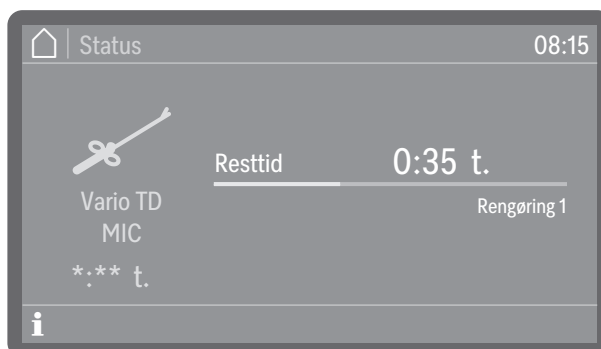 Status 08:15
Resttid 0:35 t.
Rengøring 1
Vario TD
MIC
*:** t.
i